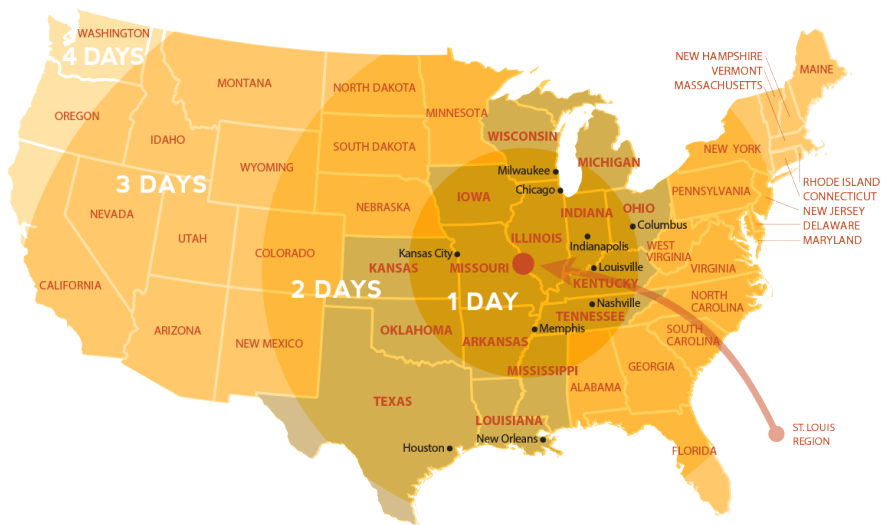 WASHINGTON
4 DAYS
MONTANA
NORTH DAKOTA
MINNESOTA
OREGON
IDAHO
SOUTH DAKOTA
WISCONSIN
MICHIGAN
NEW HAMPSHIRE
VERMONT
MASSACHUSETTS
MAINE
NEW YORK
WYOMING
3 DAYS
Milwaukee
Chicago
PENNSYLVANIA
RHODE ISLAND
CONNECTICUT
NEW JERSEY
DELAWARE
MARYLAND
NEVADA
NEBRASKA
IOWA
INDIANA
OHIO
Columbus
UTAH
COLORADO
ILLINOIS
Indianapolis
WEST
VIRGINIA
VIRGINIA
Kansas City
KANSAS
MISSOURI
Louisville
KENTUCKY
CALIFORNIA
2 DAYS
1 DAY
Nashville
TENNESSEE
NORTH
CAROLINA
ARIZONA
NEW MEXICO
OKLAHOMA
ARKANSAS
Memphis
SOUTH
CAROLINA
MISSISSIPPI
ALABAMA
GEORGIA
TEXAS
LOUISIANA
New Orleans
Houston
FLORIDA
ST. LOUIS
REGION